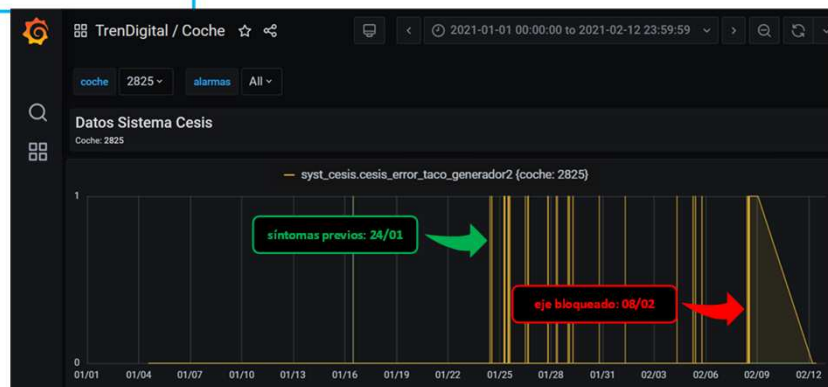 TrenDigital / Coche
2021-01-01 00:00:00 to 2021-02-12 23:59:59
coche 2825 alarmas All
Datos Sistema Cesis
Coche: 2825
syst_cesis.cesis_error_taco_generador2 {coche: 2825}
1
síntomas previos: 24/01
eje bloqueado: 08/02
0
01/01 01/04 01/07 01/10 01/13 01/16 01/19 01/22 01/25 01/28 01/31 02/03 02/06 02/09 02/12